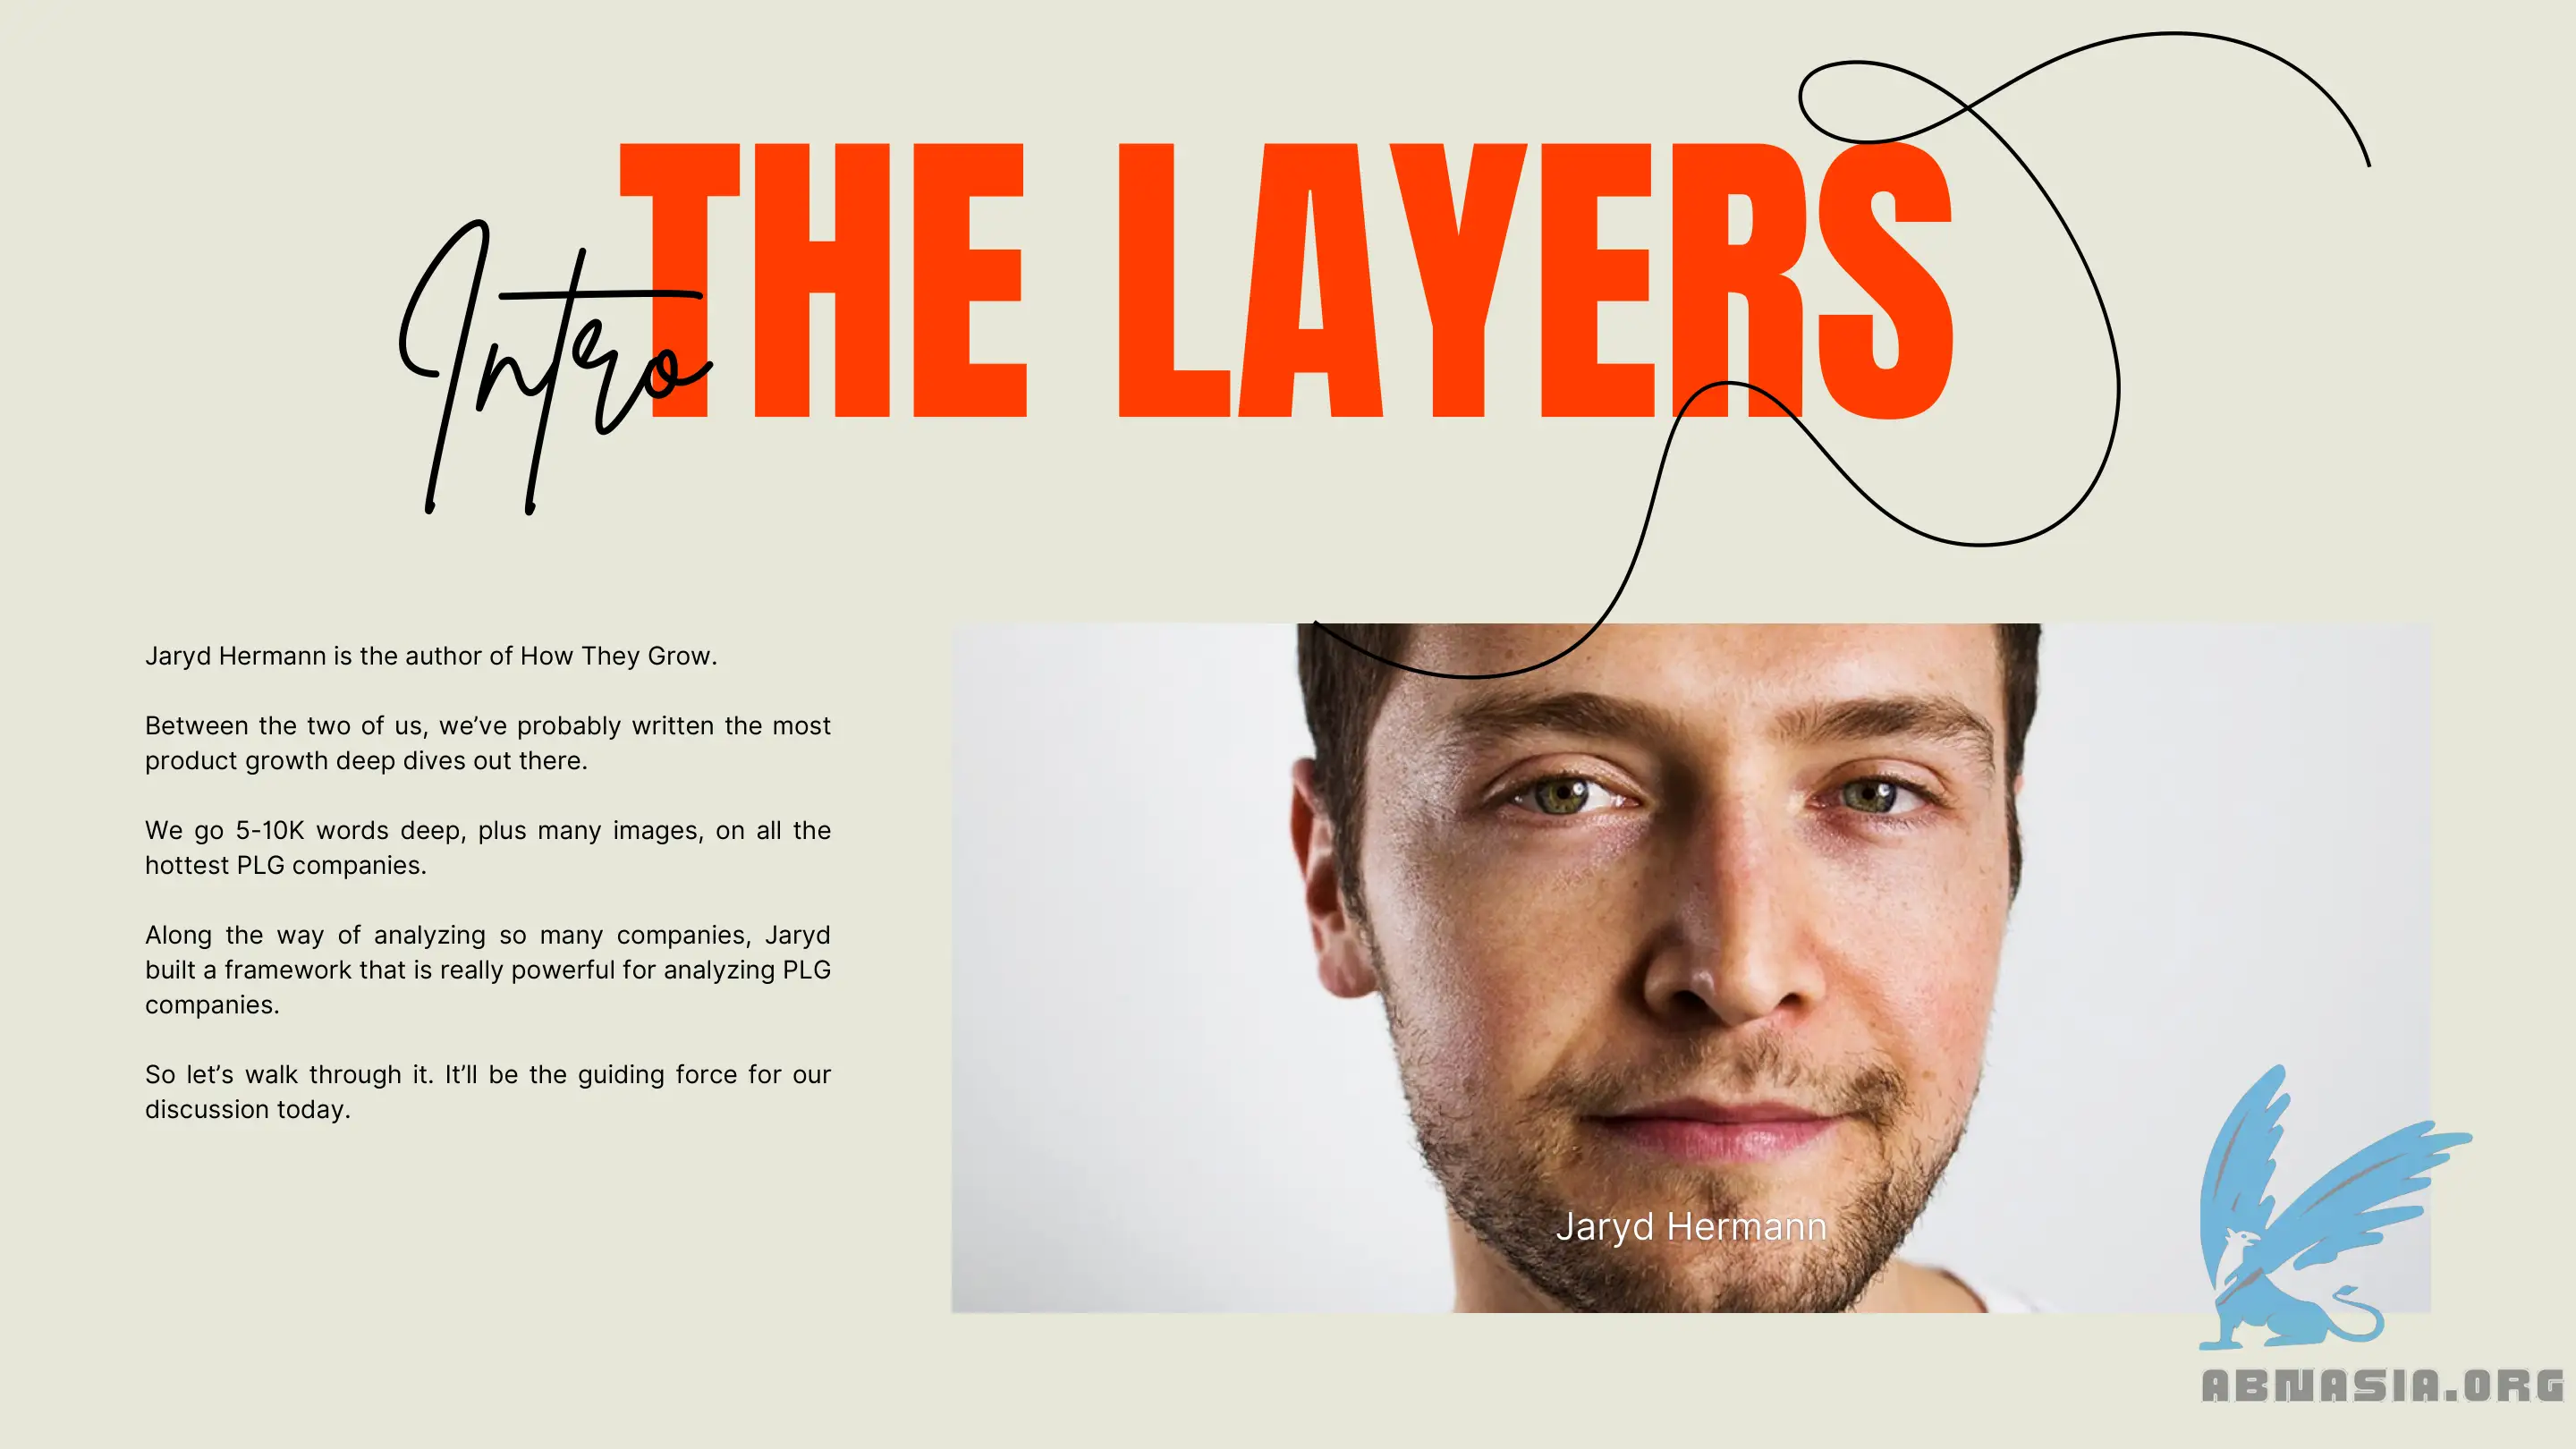 Intro
THE LAYERS
Jaryd Hermann is the author of How They Grow.
Between the two of us, we’ve probably written the most
product growth deep dives out there.
We go 5-10K words deep, plus many images, on all the
hottest PLG companies.
Along the way of analyzing so many companies, Jaryd
built a framework that is really powerful for analyzing PLG
companies.
So let’s walk through it. It’ll be the guiding force for our
discussion today.
Jaryd Hermann
ABNASIA.ORG